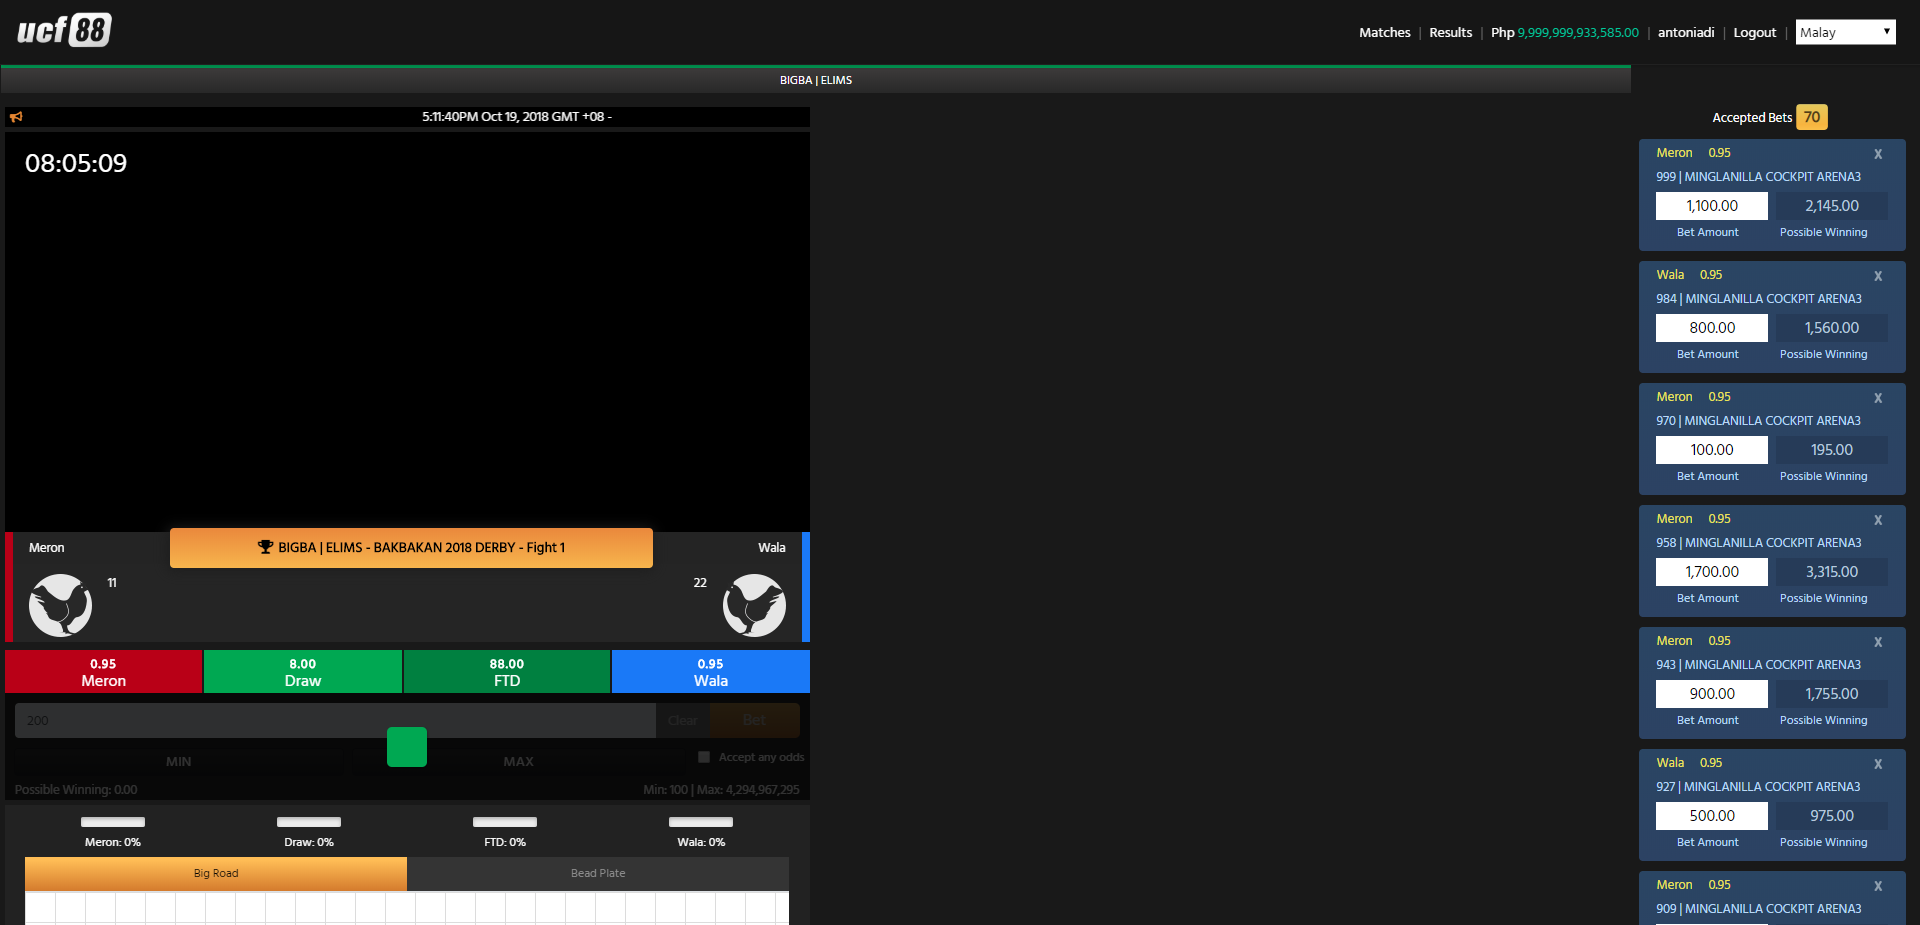 ucf 88
Matches | Results | Php 9,999,999,933,585.00 | antoniadi | Logout | Malay
BIGBA | ELIMS
5:11:40PM Oct 19, 2018 GMT +08 -
08:05:09
Meron
BIGBA | ELIMS - BAKBAKAN 2018 DERBY - Fight 1
Wala
11
22
0.95
Meron
8.00
Draw
88.00
FTD
0.95
Wala
200
Clear
Bet
MIN
MAX
Accept any odds
Possible Winning: 0.00
Min: 100 | Max: 4,294,967,295
Meron: 0%
Draw: 0%
FTD: 0%
Wala: 0%
Big Road
Bead Plate
Accepted Bets 70
Meron 0.95 X
999 | MINGLANILLA COCKPIT ARENA3
1,100.00 2,145.00
Bet Amount Possible Winning
Wala 0.95 X
984 | MINGLANILLA COCKPIT ARENA3
800.00 1,560.00
Bet Amount Possible Winning
Meron 0.95 X
970 | MINGLANILLA COCKPIT ARENA3
100.00 195.00
Bet Amount Possible Winning
Meron 0.95 X
958 | MINGLANILLA COCKPIT ARENA3
1,700.00 3,315.00
Bet Amount Possible Winning
Meron 0.95 X
943 | MINGLANILLA COCKPIT ARENA3
900.00 1,755.00
Bet Amount Possible Winning
Wala 0.95 X
927 | MINGLANILLA COCKPIT ARENA3
500.00 975.00
Bet Amount Possible Winning
Meron 0.95 X
909 | MINGLANILLA COCKPIT ARENA3